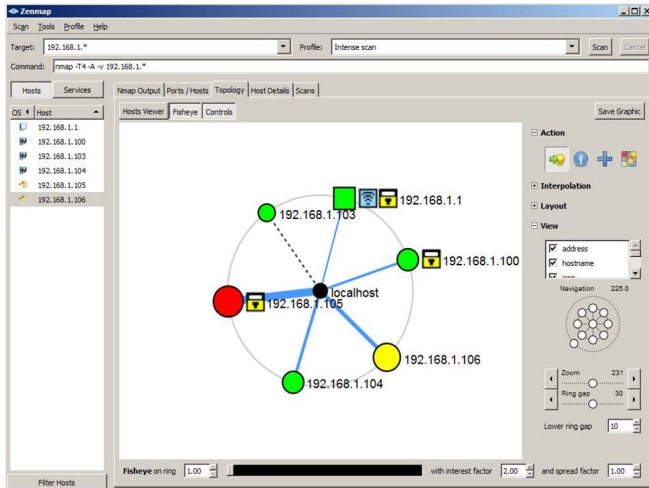 Zenmap
Scan Tools Profile Help
Target: 192.168.1.* Profile: Intense scan Scan Cancel
Command: nmap -T4 -A -v 192.168.1.*
Hosts Services
Nmap Output Ports / Hosts Topology Host Details Scans
OS Host
192.168.1.1
192.168.1.100
192.168.1.103
192.168.1.104
192.168.1.105
192.168.1.106
Filter Hosts
Hosts Viewer Fisheye Controls Save Graphic
192.168.1.1
192.168.1.103
192.168.1.100
localhost
192.168.1.105
192.168.1.106
192.168.1.104
Action
Interpolation
Layout
View
address
hostname
icon
Navigation 225.0
Zoom 231
Ring gap 30
Lower ring gap 10
Fisheye on ring 1.00 with interest factor 2.00 and spread factor 1.00